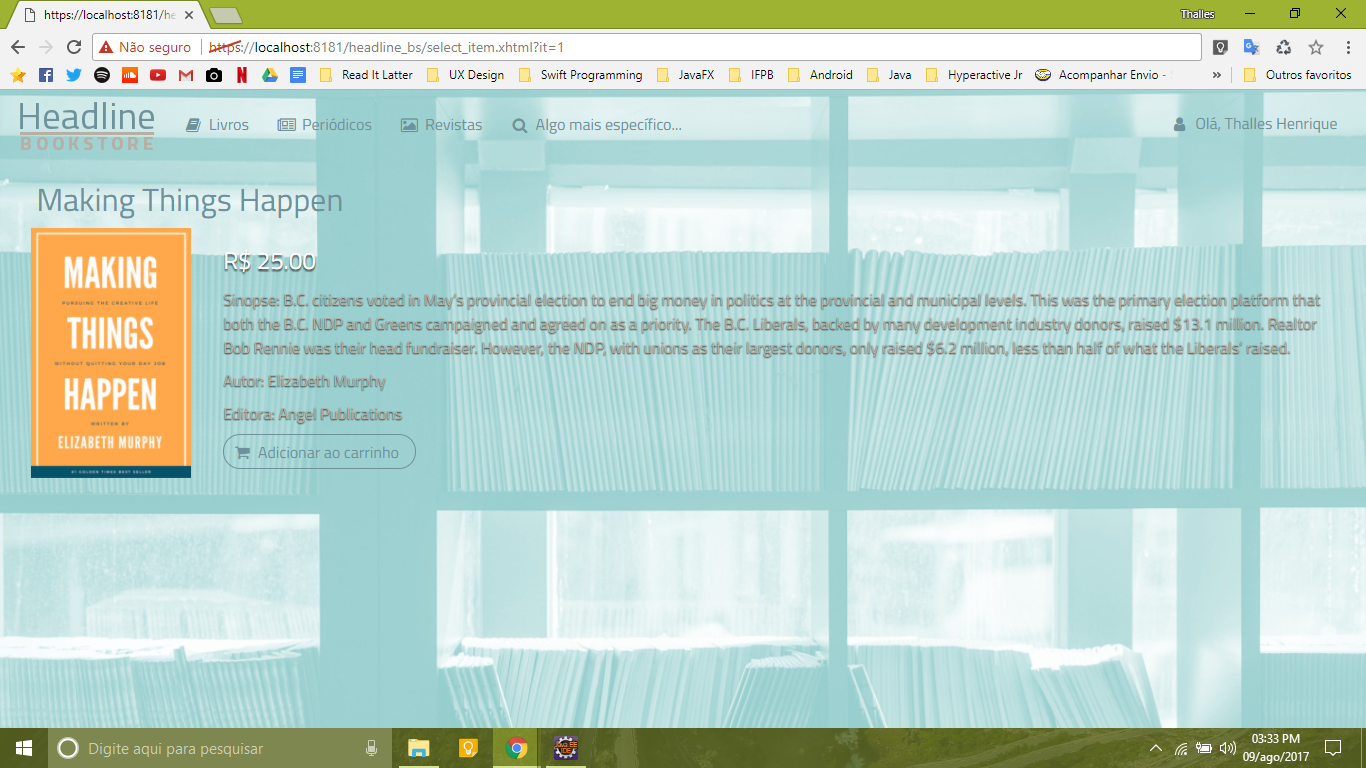 https://localhost:8181/he
Thalles
Não seguro
https://localhost:8181/headline_bs/select_item.xhtml?it=1
Read It Latter
UX Design
Swift Programming
JavaFX
IFPB
Android
Java
Hyperactive Jr
Acompanhar Envio -
»
Outros favoritos
Headline
BOOKSTORE
Livros
Periódicos
Revistas
Algo mais específico...
Olá, Thalles Henrique
Making Things Happen
MAKING
PURSUING THE CREATIVE LIFE
THINGS
WITHOUT QUITTING YOUR DAY JOB
HAPPEN
WRITTEN BY
ELIZABETH MURPHY
#1 GOLDEN TIMES BEST SELLER
R$ 25.00
Sinopse: B.C. citizens voted in May's provincial election to end big money in politics at the provincial and municipal levels. This was the primary election platform that
both the B.C. NDP and Greens campaigned and agreed on as a priority. The B.C. Liberals, backed by many development industry donors, raised $13.1 million. Realtor
Bob Rennie was their head fundraiser. However, the NDP, with unions as their largest donors, only raised $6.2 million, less than half of what the Liberals' raised.
Autor: Elizabeth Murphy
Editora: Angel Publications
Adicionar ao carrinho
Digite aqui para pesquisar
Java EE
IDE
03:33 PM
09/ago/2017